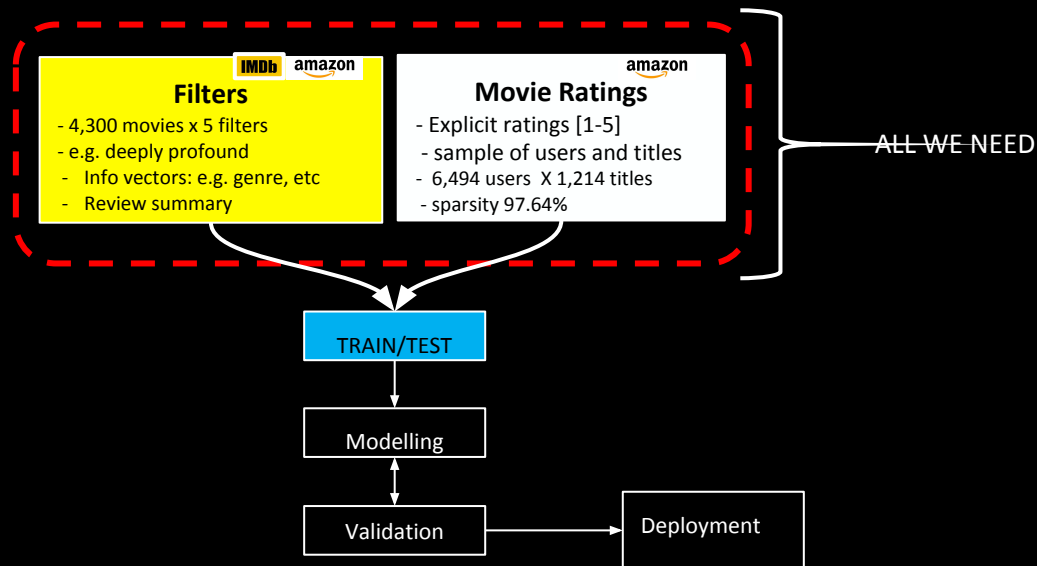 IMDb amazon
Filters
- 4,300 movies x 5 filters
- e.g. deeply profound
- Info vectors: e.g. genre, etc
- Review summary
amazon
Movie Ratings
- Explicit ratings [1-5]
- sample of users and titles
- 6,494 users X 1,214 titles
- sparsity 97.64%
ALL WE NEED
TRAIN/TEST
Modelling
Validation
Deployment